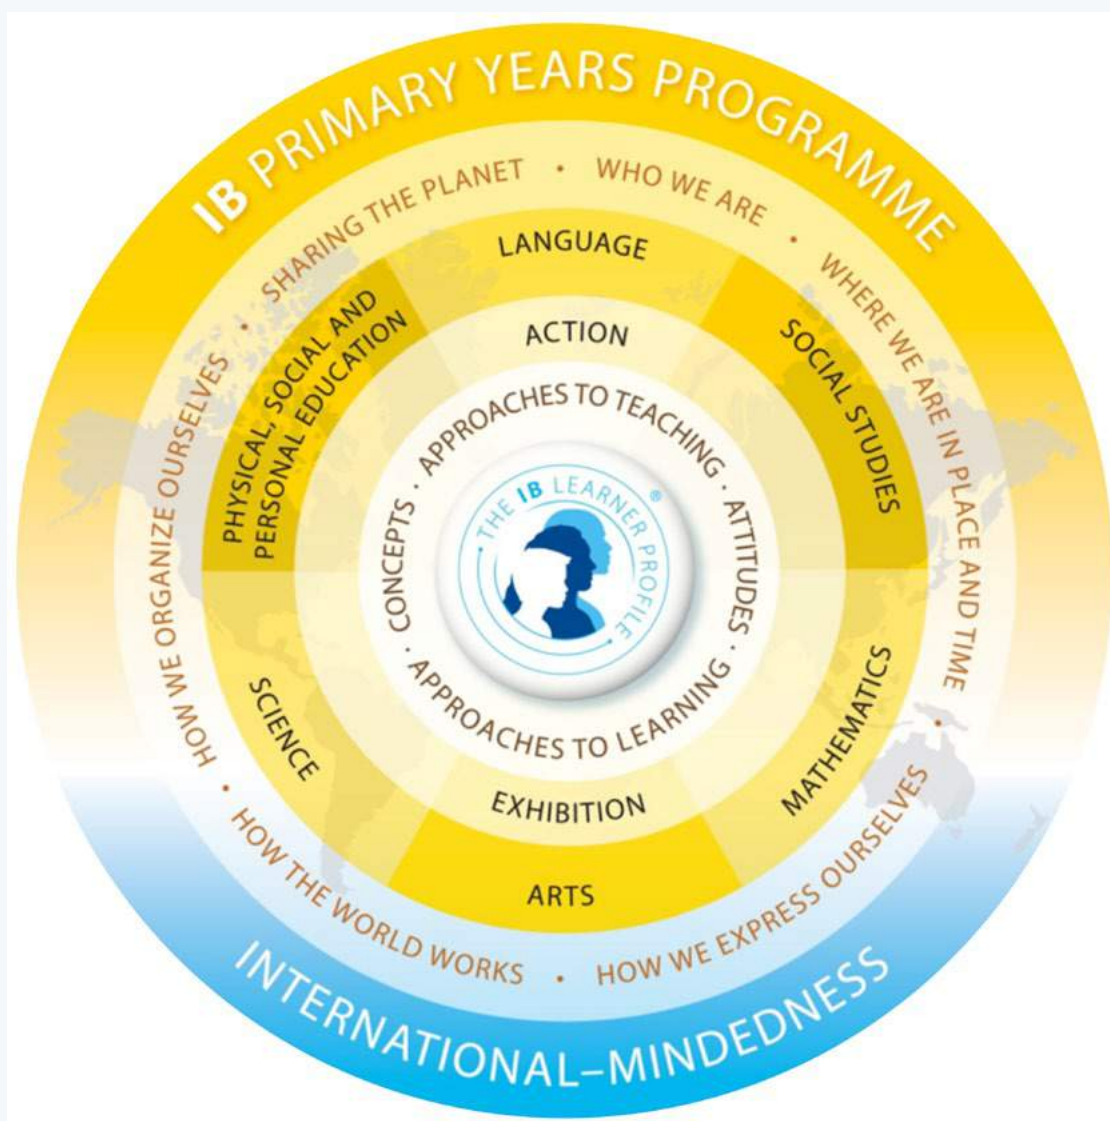 IB PRIMARY YEARS PROGRAMME
SHARING THE PLANET • WHO WE ARE • WHERE WE ARE IN PLACE AND TIME • HOW WE EXPRESS OURSELVES • HOW THE WORLD WORKS • HOW WE ORGANIZE OURSELVES •
LANGUAGE
SOCIAL STUDIES
MATHEMATICS
ARTS
SCIENCE
PHYSICAL, SOCIAL AND
PERSONAL EDUCATION
ACTION
EXHIBITION
APPROACHES TO TEACHING · ATTITUDES · APPROACHES TO LEARNING · CONCEPTS ·
• THE IB LEARNER PROFILE • ®
INTERNATIONAL–MINDEDNESS